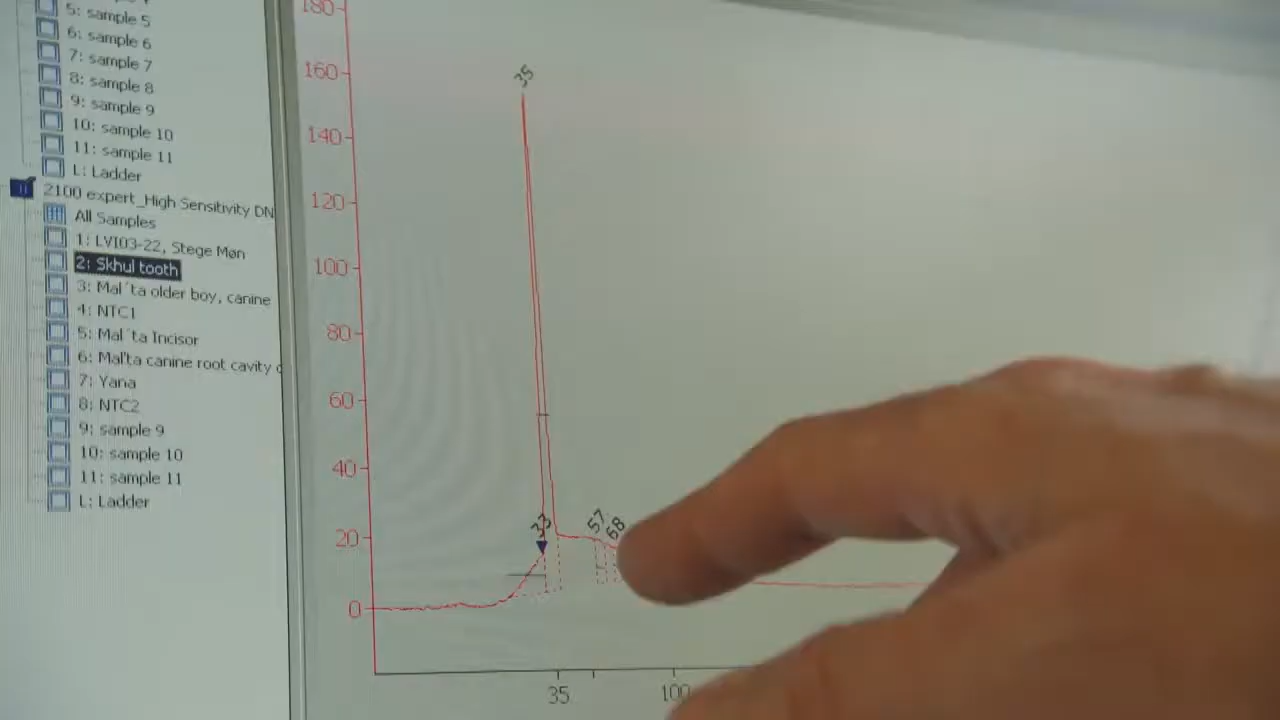 5: sample 5
6: sample 6
7: sample 7
8: sample 8
9: sample 9
10: sample 10
11: sample 11
L: Ladder
2100 expert_High Sensitivity DN
All Samples
1: LVI03-22, Stege Møn
2: Skhul tooth
3: Mal´ta older boy, canine
4: NTC1
5: Mal´ta Incisor
6: Mal'ta canine root cavity
7: Yana
8: NTC2
9: sample 9
10: sample 10
11: sample 11
L: Ladder
180
160
140
120
100
80
60
40
20
0
35
33
57
68
35
100